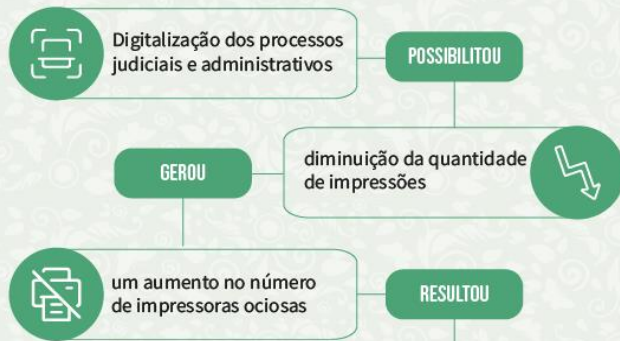 Digitalização dos processos
judiciais e administrativos
POSSIBILITOU
diminuição da quantidade
de impressões
GEROU
um aumento no número
de impressoras ociosas
RESULTOU